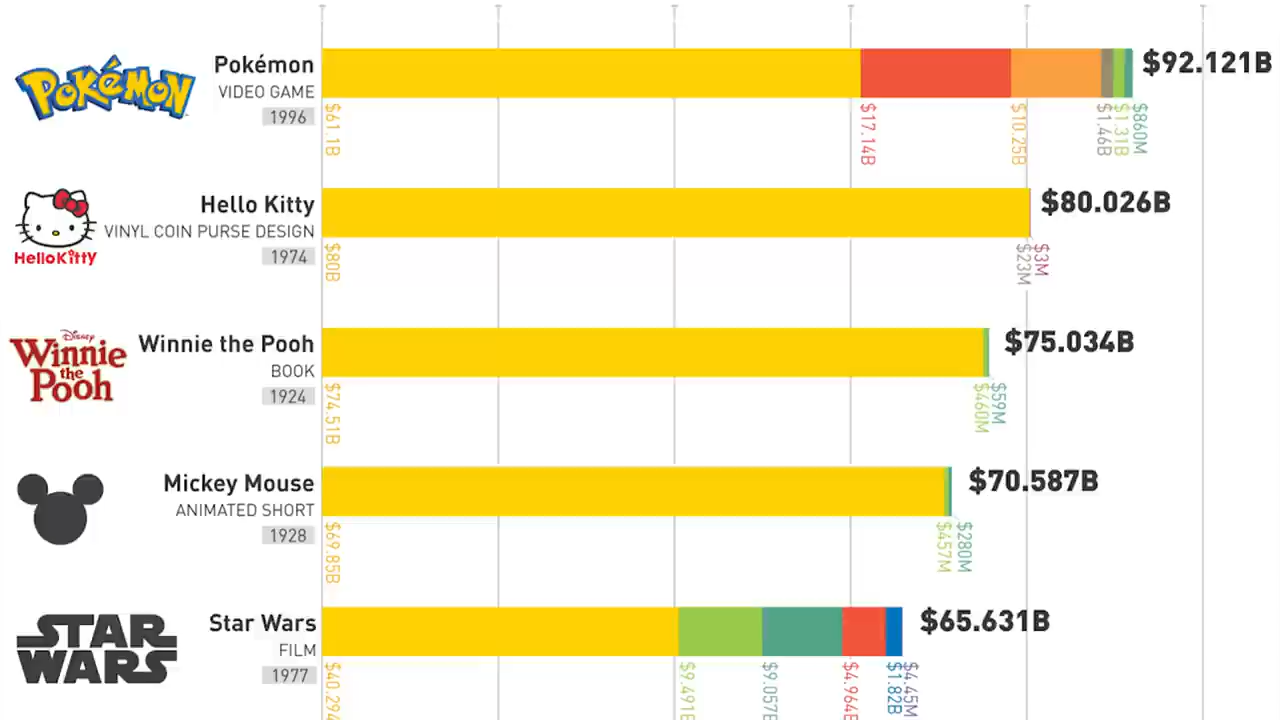 POKéMON
Pokémon
VIDEO GAME
1996
$61.1B
$17.14B
$10.25B
$1.46B
$1.31B
$860M
$92.121B
HelloKitty
Hello Kitty
VINYL COIN PURSE DESIGN
1974
$80B
$23M
$3M
$80.026B
Disney
Winnie
the
Pooh
Winnie the Pooh
BOOK
1924
$74.51B
$460M
$59M
$75.034B
Mickey Mouse
ANIMATED SHORT
1928
$69.85B
$457M
$280M
$70.587B
STAR
WARS
Star Wars
FILM
1977
$40.294
$9.491B
$9.057B
$4.964B
$1.82B
$4.45M
$65.631B